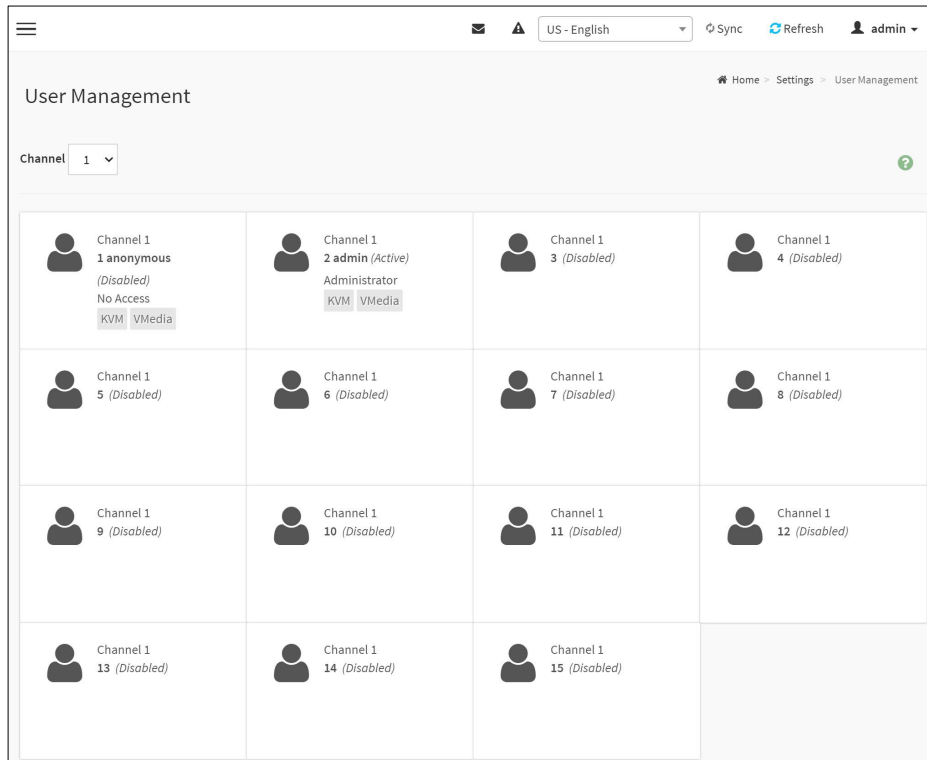 US - English Sync Refresh admin
Home > Settings > User Management
User Management
Channel 1
Channel 1
1 anonymous
(Disabled)
No Access
KVM VMedia
Channel 1
2 admin (Active)
Administrator
KVM VMedia
Channel 1
3 (Disabled)
Channel 1
4 (Disabled)
Channel 1
5 (Disabled)
Channel 1
6 (Disabled)
Channel 1
7 (Disabled)
Channel 1
8 (Disabled)
Channel 1
9 (Disabled)
Channel 1
10 (Disabled)
Channel 1
11 (Disabled)
Channel 1
12 (Disabled)
Channel 1
13 (Disabled)
Channel 1
14 (Disabled)
Channel 1
15 (Disabled)